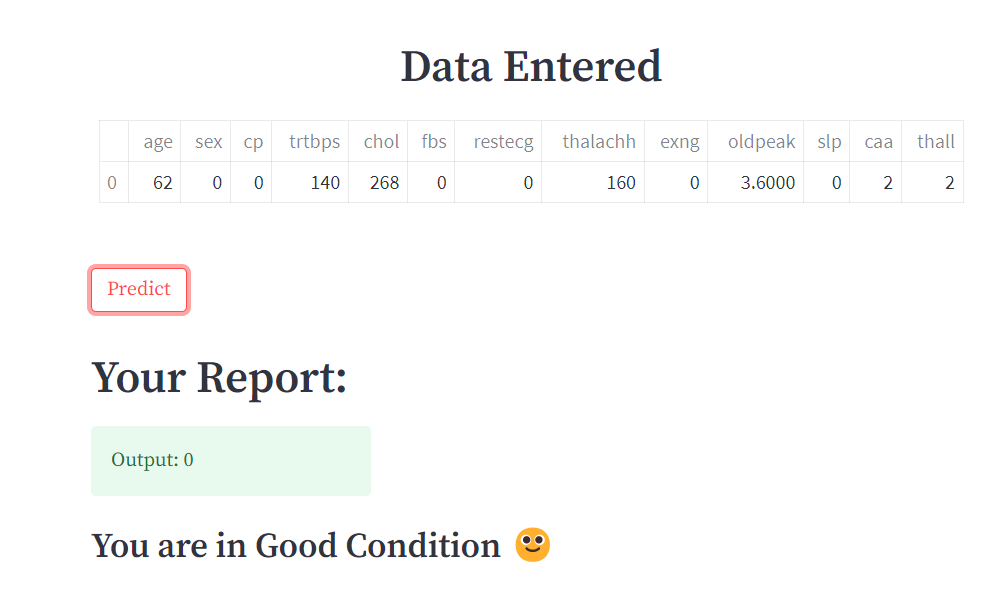 Data Entered
age sex cp trtbps chol fbs restecg thalachh exng oldpeak slp caa thall
0 62 0 0 140 268 0 0 160 0 3.6000 0 2 2
Predict
Your Report:
Output: 0
You are in Good Condition